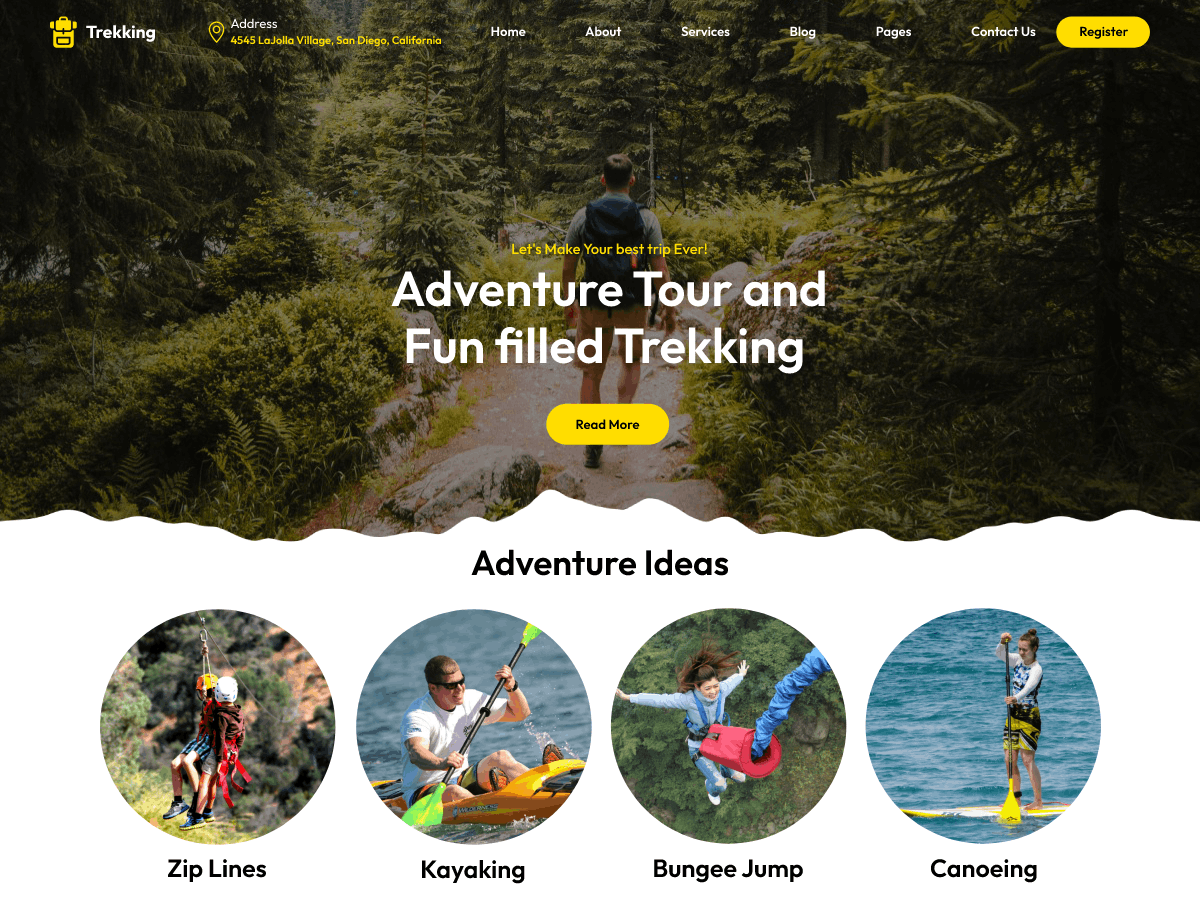 Trekking
Address
4545 LaJolla Village, San Diego, California
Home
About
Services
Blog
Pages
Contact Us
Register
Let's Make Your best trip Ever!
Adventure Tour and
Fun filled Trekking
Read More
Adventure Ideas
Zip Lines
Kayaking
Bungee Jump
Canoeing